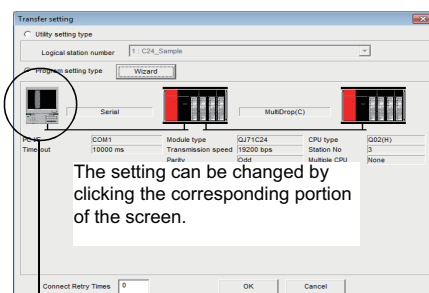 Transfer setting
Utility setting type
Logical station number 1 : C24_Sample
Program setting type Wizard
Serial MultiDrop(C)
PC I/F COM1 Module type QJ71C24 CPU type Q02(H)
Time out 10000 ms Transmission speed 19200 bps Station No 3
Parity Odd Multiple CPU None
The setting can be changed by
clicking the corresponding portion
of the screen.
Connect Retry Times 0 OK Cancel